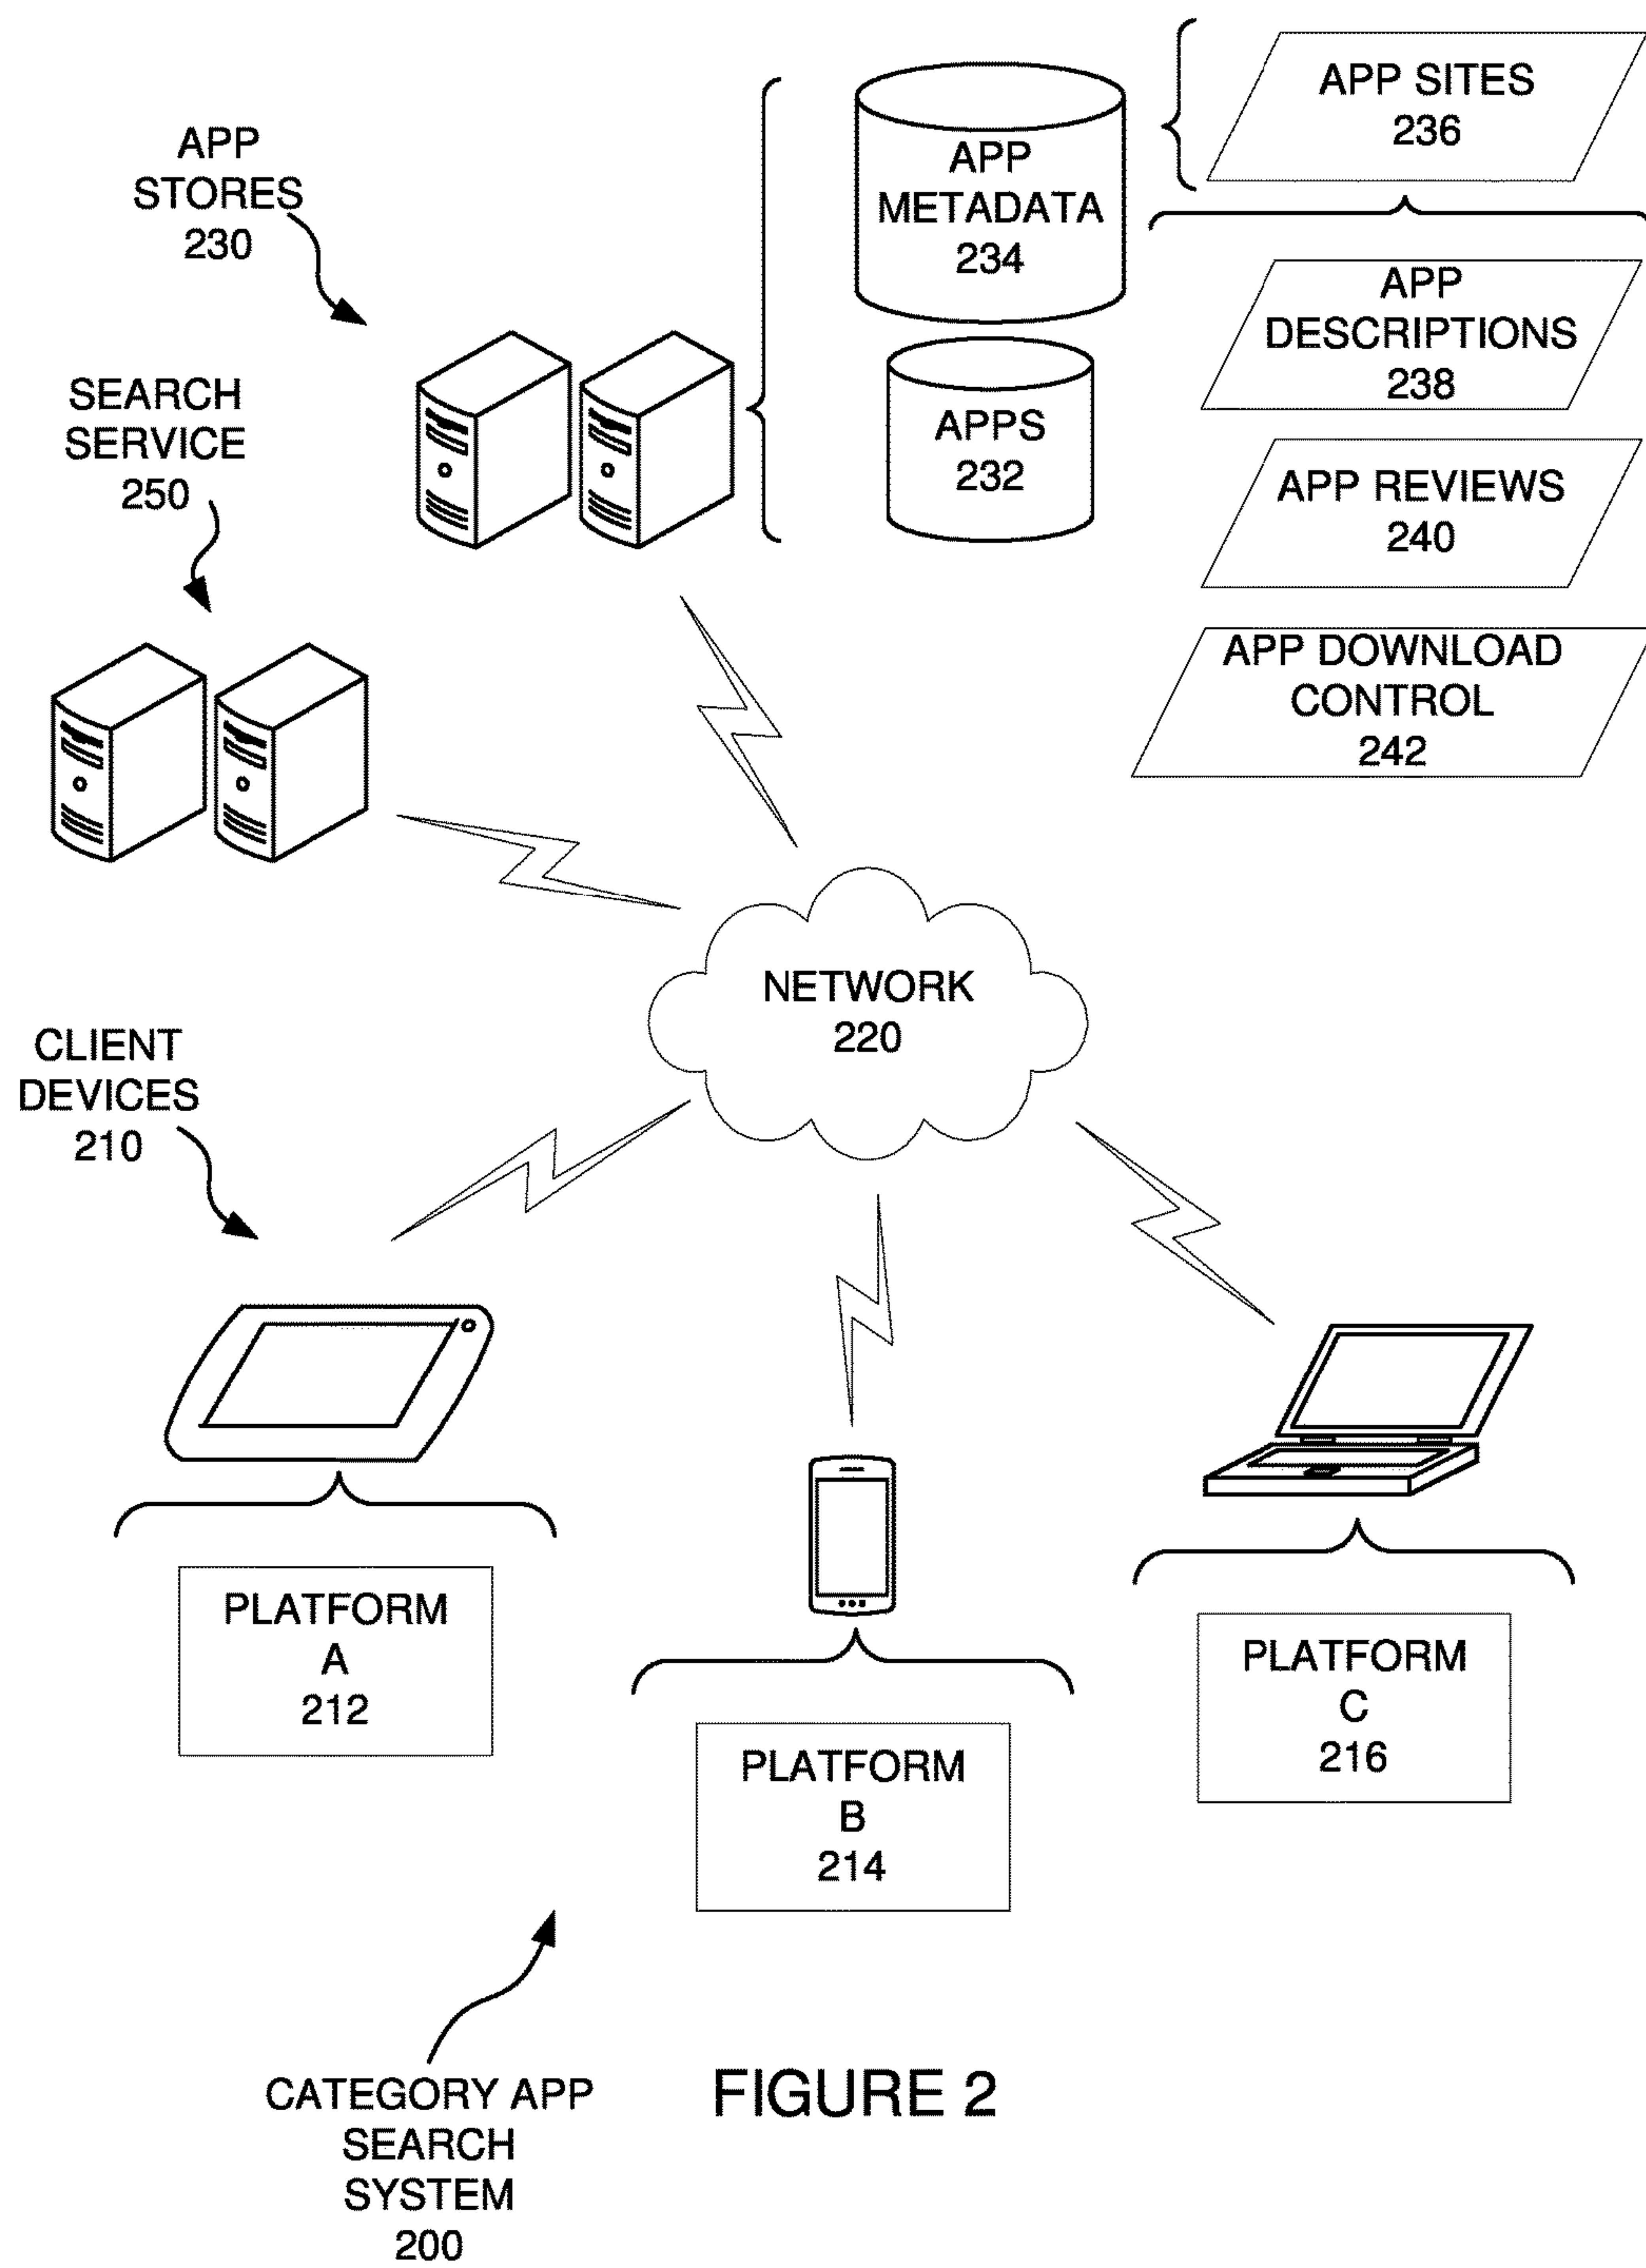 APP SITES
236
APP
STORES
230
APP
METADATA
234
APP
DESCRIPTIONS
238
SEARCH
SERVICE
250
APPS
232
APP REVIEWS
240
APP DOWNLOAD
CONTROL
242
NETWORK
220
CLIENT
DEVICES
210
PLATFORM
A
212
PLATFORM
B
214
PLATFORM
C
216
CATEGORY APP
SEARCH
SYSTEM
200
FIGURE 2